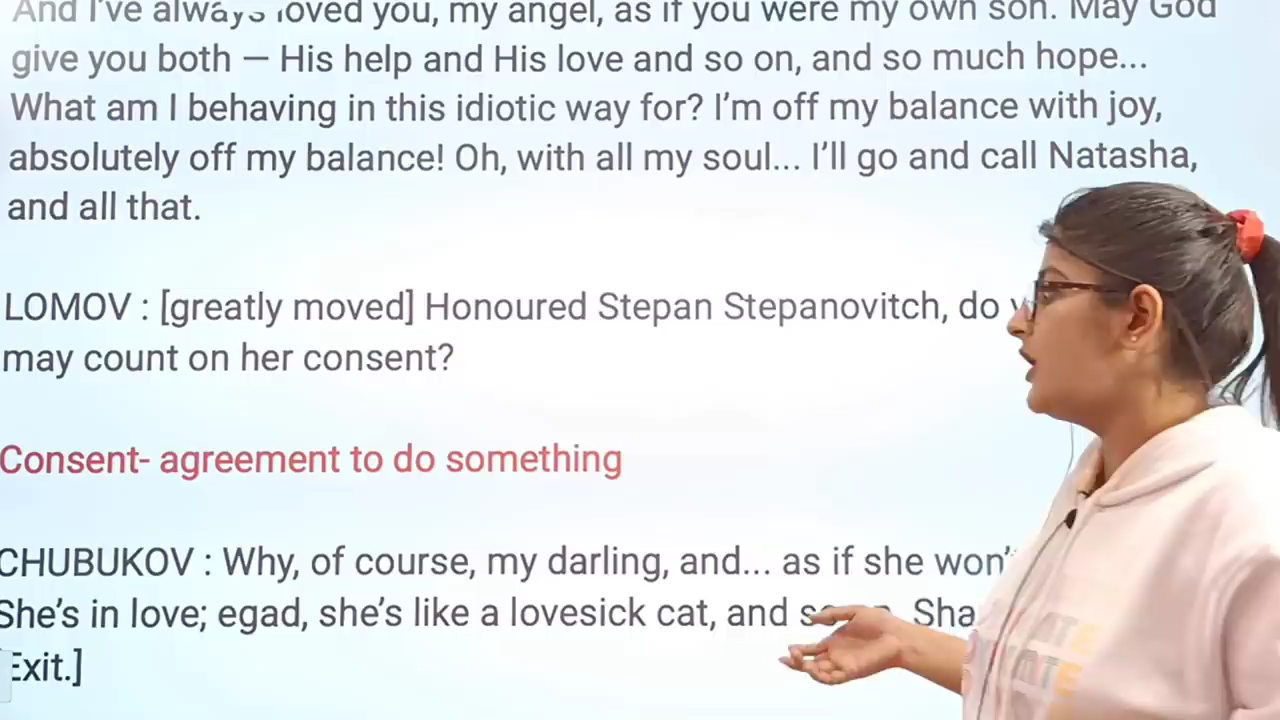 And I've always loved you, my angel, as if you were my own son. May God
give you both — His help and His love and so on, and so much hope...
What am I behaving in this idiotic way for? I'm off my balance with joy,
absolutely off my balance! Oh, with all my soul... I'll go and call Natasha,
and all that.
LOMOV : [greatly moved] Honoured Stepan Stepanovitch, do
may count on her consent?
Consent- agreement to do something
CHUBUKOV : Why, of course, my darling, and... as if she won'
She's in love; egad, she's like a lovesick cat, and
Exit.]